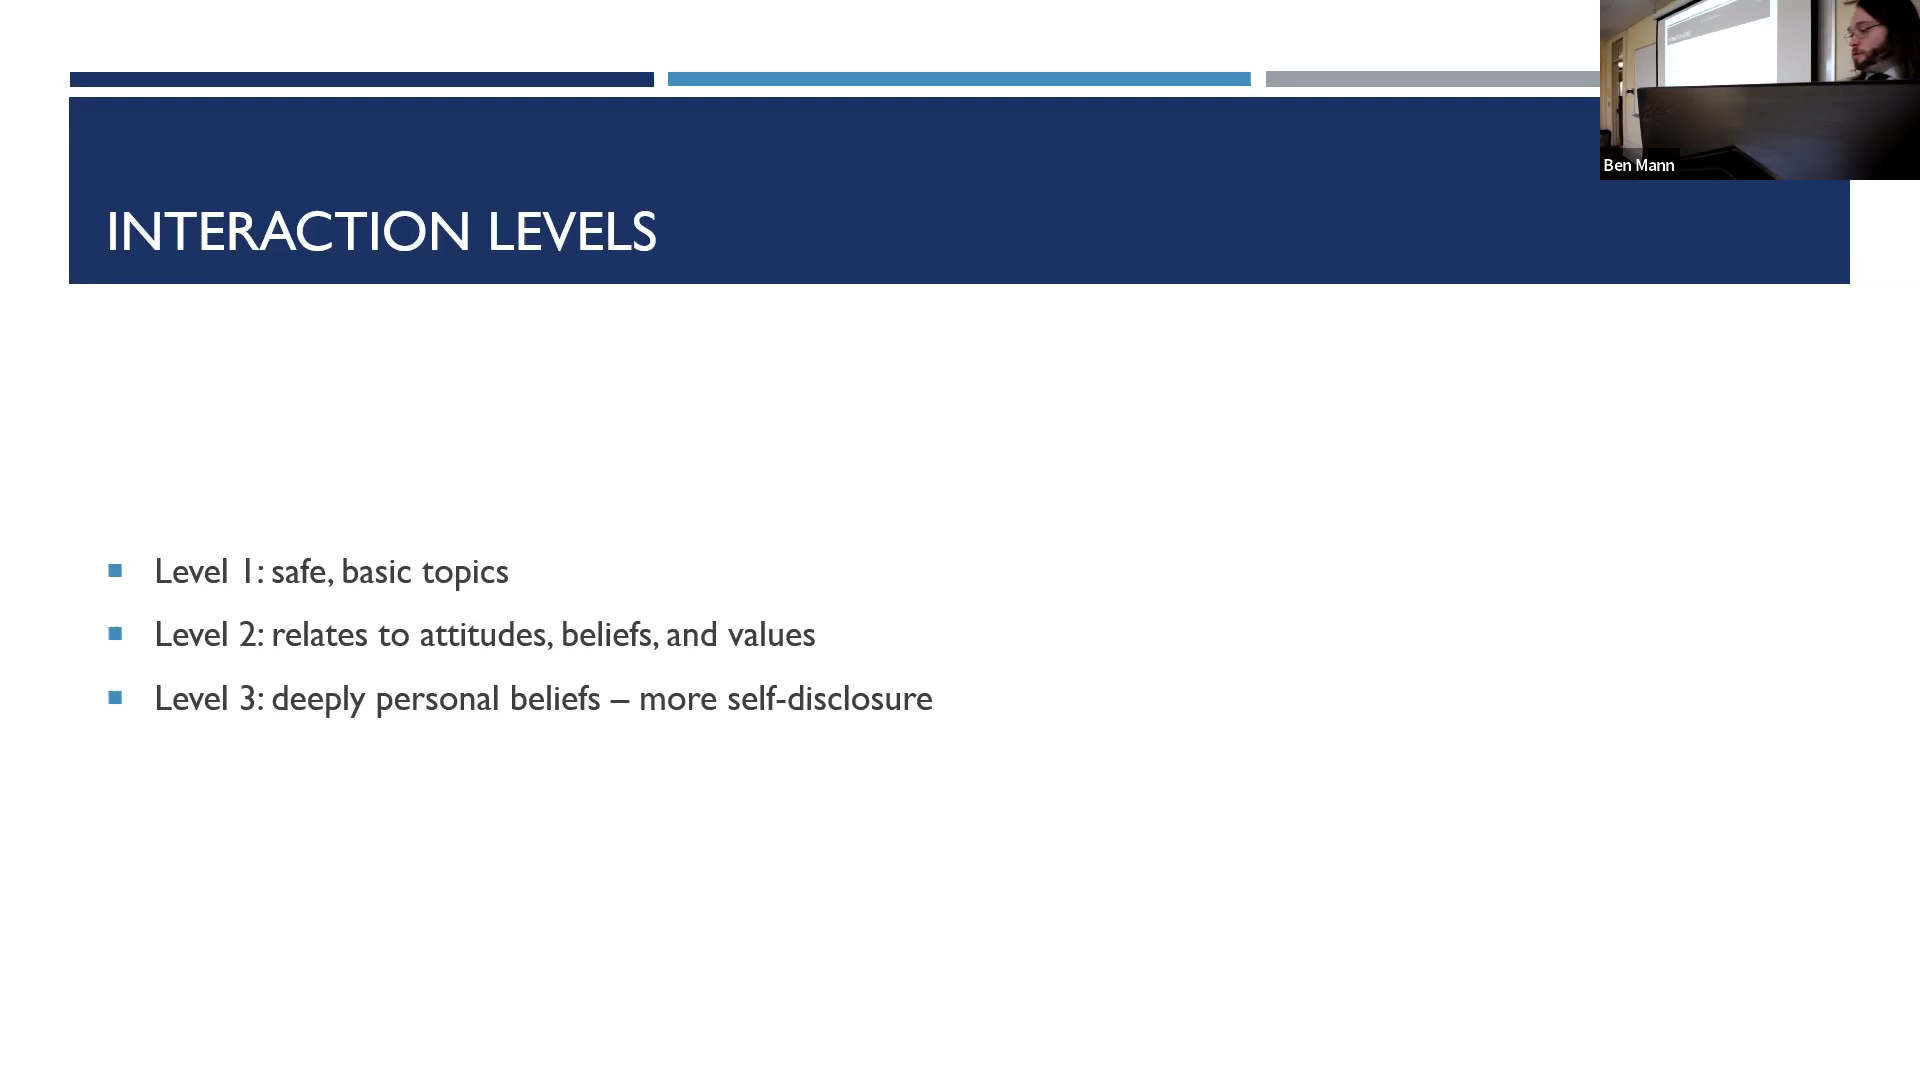 Ben Mann
INTERACTION LEVELS
Level 1: safe, basic topics
Level 2: relates to attitudes, beliefs, and values
Level 3: deeply personal beliefs – more self-disclosure